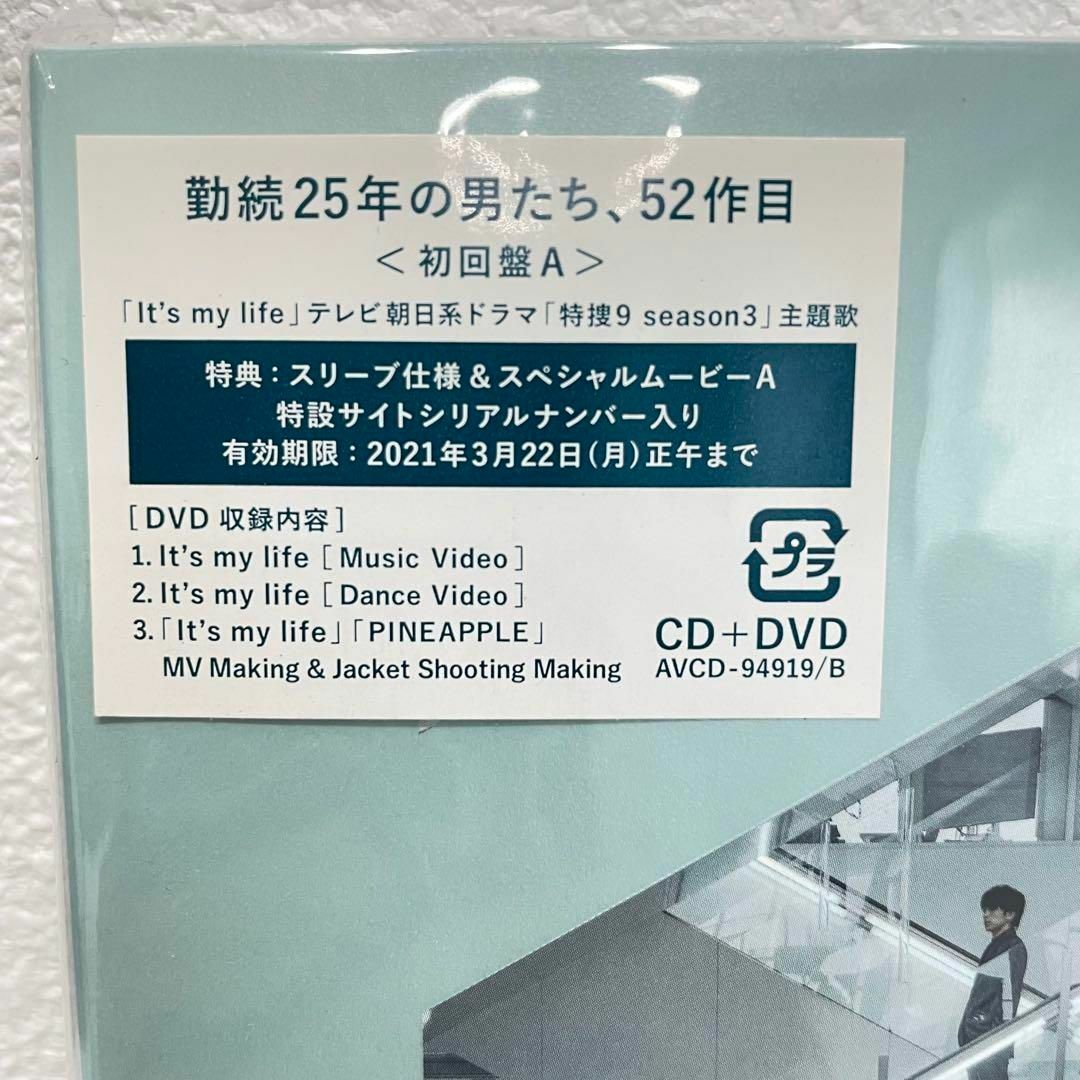 勤続25年の男たち、52作目
<初回盤A>
「It's my life」テレビ朝日系ドラマ「特捜9 season3」主題歌
特典：スリーブ仕様&スペシャルムービーA
特設サイトシリアルナンバー入り
有効期限：2021年3月22日(月)正午まで
[DVD 収録内容]
1. It's my life [Music Video]
2. It's my life [Dance Video]
3.「It's my life」「PINEAPPLE」
MV Making & Jacket Shooting Making
プラ
CD+DVD
AVCD-94919/B